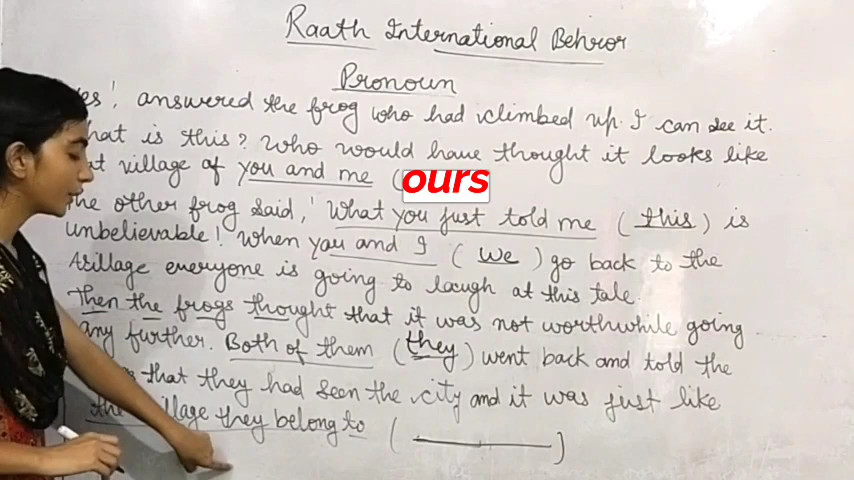 Raath International Behror
Pronoun
answered the frog who had climbed up. I can see it.
hat is this? Who would have thought it looks like
village of you and me ( ours
the other frog said, 'What you just told me ( this ) is
unbelievable! When you and I ( we ) go back to the
village everyone is going to laugh at this tale.
Then the frogs thought that it was not worthwhile going
any further. Both of them (they) went back and told the
that they had seen the city and it was just like
the village they belong to ( )